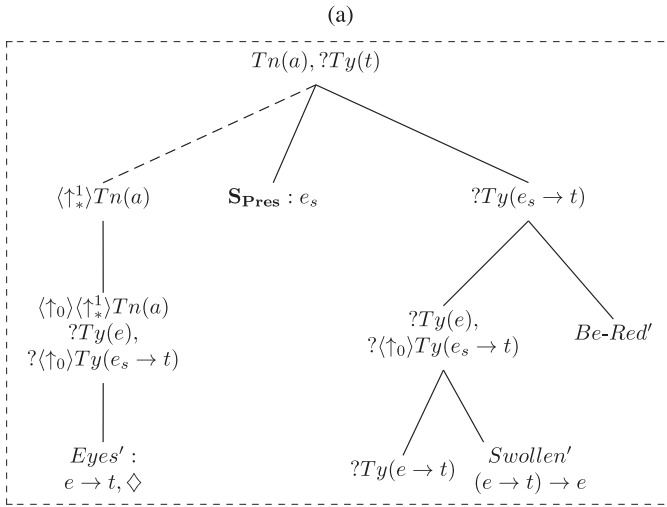 (a)
Tn(a), ?Ty(t)
⟨↑¹∗⟩Tn(a)
S_Pres : e_s
?Ty(e_s → t)
⟨↑₀⟩⟨↑¹∗⟩Tn(a)
?Ty(e),
?⟨↑₀⟩Ty(e_s → t)
?Ty(e),
?⟨↑₀⟩Ty(e_s → t)
Be-Red′
Eyes′ :
e → t, ◇
?Ty(e → t)
Swollen′
(e → t) → e